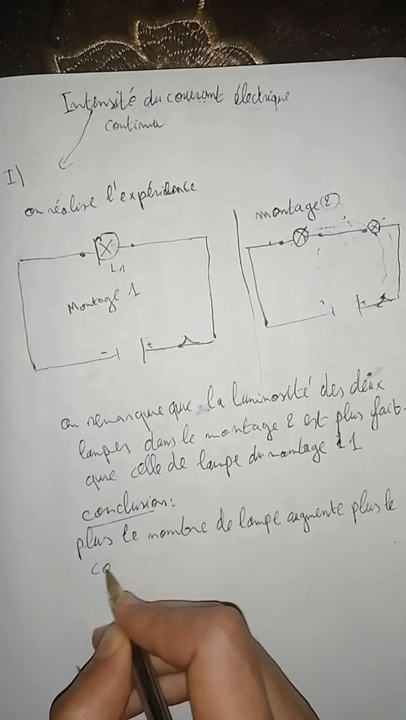 Intensité du courant électrique
continu
I)
on réalise l'expérience
L1
Montage 1
- +
montage ②
on remarque que la luminosité des deux
lampes dans le montage 2 est plus faib
que celle de lampe du montage 1
conclusion:
plus le nombre de lampe augmente plus le
co